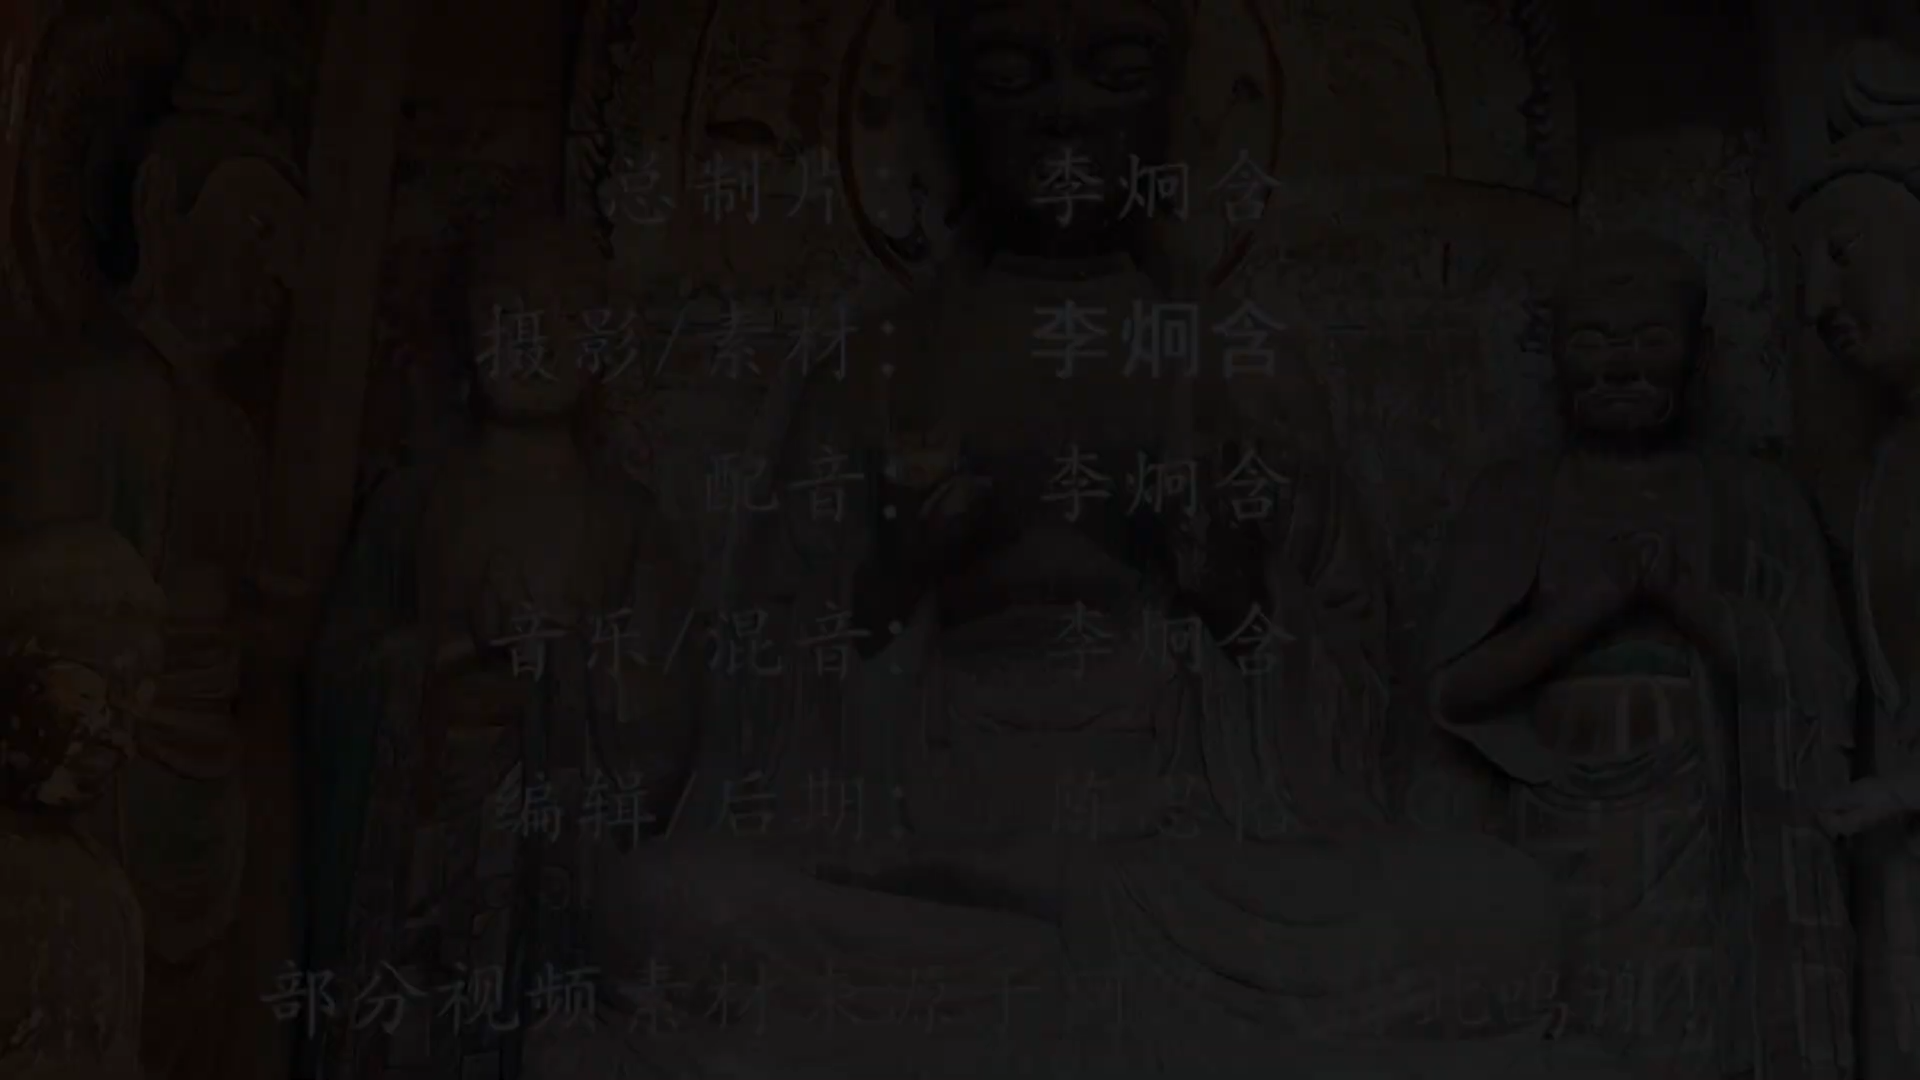 总制片: 李炯含
摄影/素材: 李炯含
配音: 李炯含
音乐/混音: 李炯含
编辑/后期:
部分视频素材来源于网